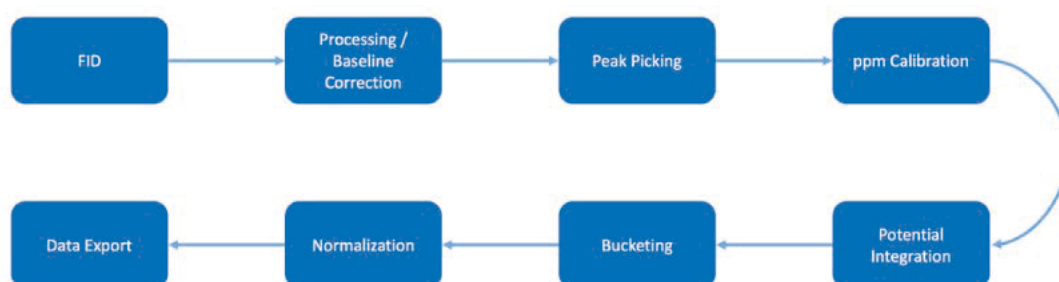 FID
Processing /
Baseline
Correction
Peak Picking
ppm Calibration
Potential
Integration
Bucketing
Normalization
Data Export